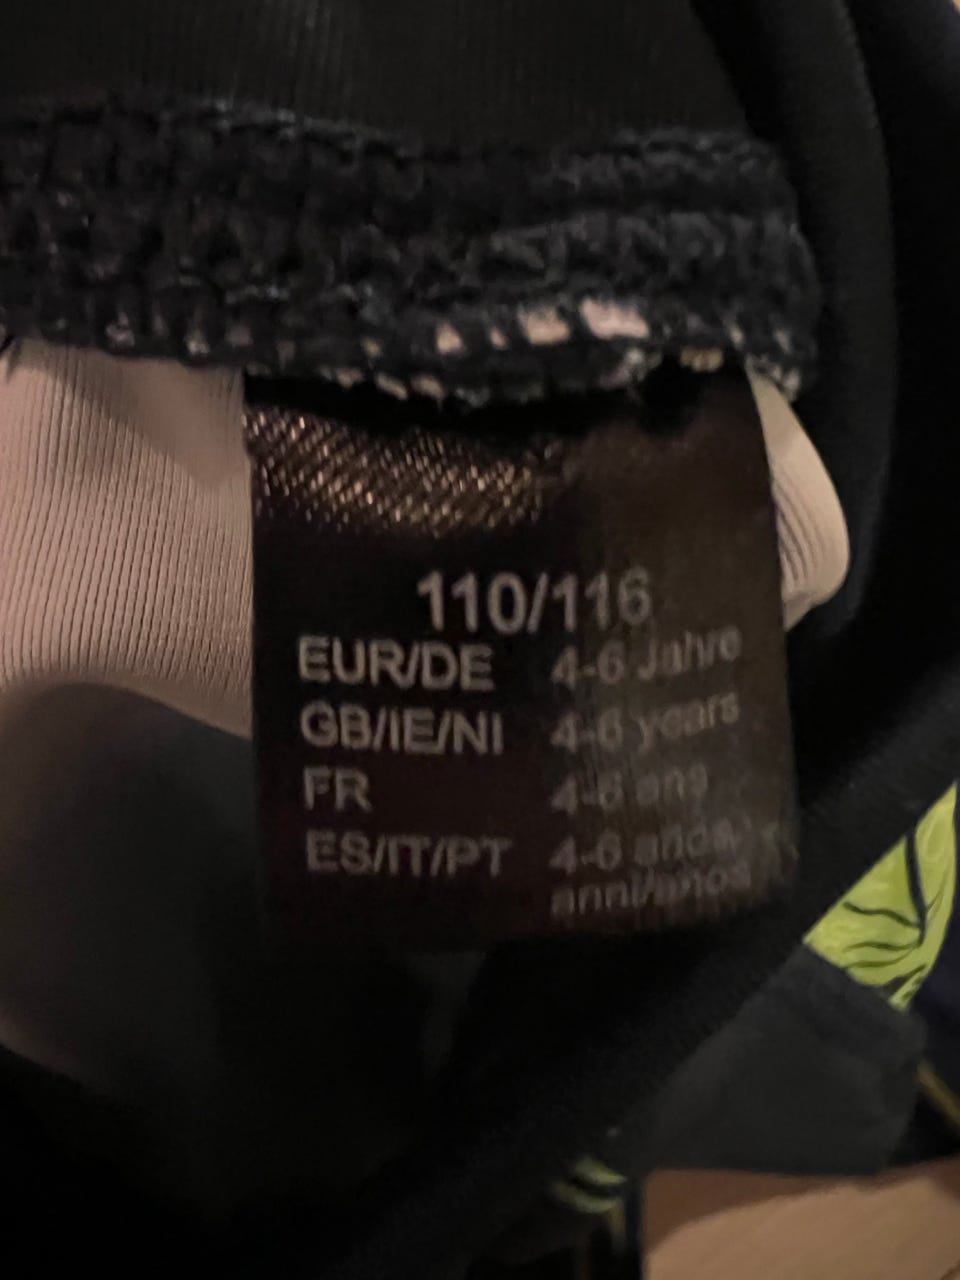 110/116
EUR/DE 4-6 Jahre
GB/IE/NI 4-6 years
FR 4-6 ans
ES/IT/PT 4-6 años/
anni/anos